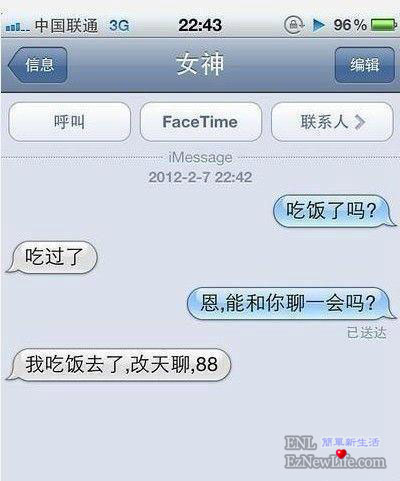 中国联通 3G 22:43 96%
信息 女神 编辑
呼叫 FaceTime 联系人
iMessage
2012-2-7 22:42
吃饭了吗?
吃过了
恩,能和你聊一会吗?
已送达
我吃饭去了,改天聊,88
ENL 簡單新生活
EzNewLife.com